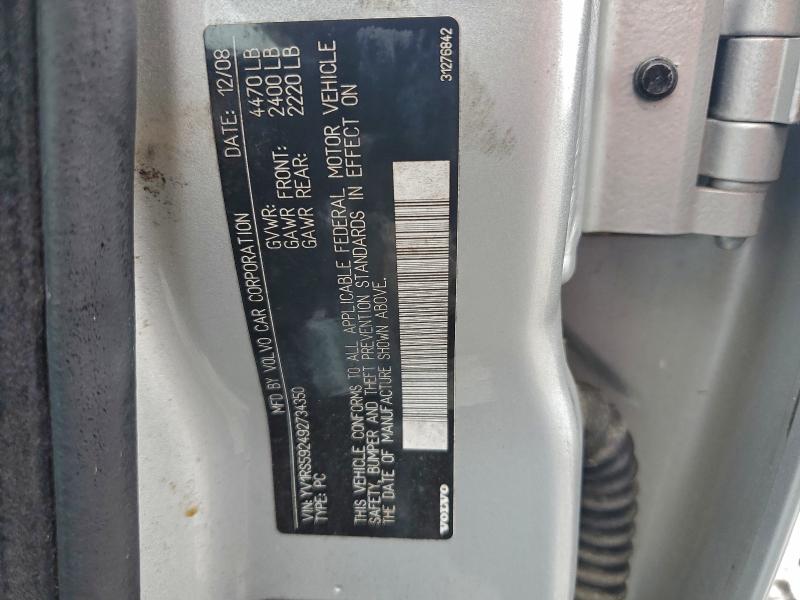 MFD BY VOLVO CAR CORPORATION DATE: 12/08
GVWR: 4470 LB
GAWR FRONT: 2400 LB
GAWR REAR: 2220 LB
VIN: YV1RS592492734350
TYPE: PC
THIS VEHICLE CONFORMS TO ALL APPLICABLE FEDERAL MOTOR VEHICLE
SAFETY, BUMPER AND THEFT PREVENTION STANDARDS IN EFFECT ON
THE DATE OF MANUFACTURE SHOWN ABOVE.
VOLVO 31276842